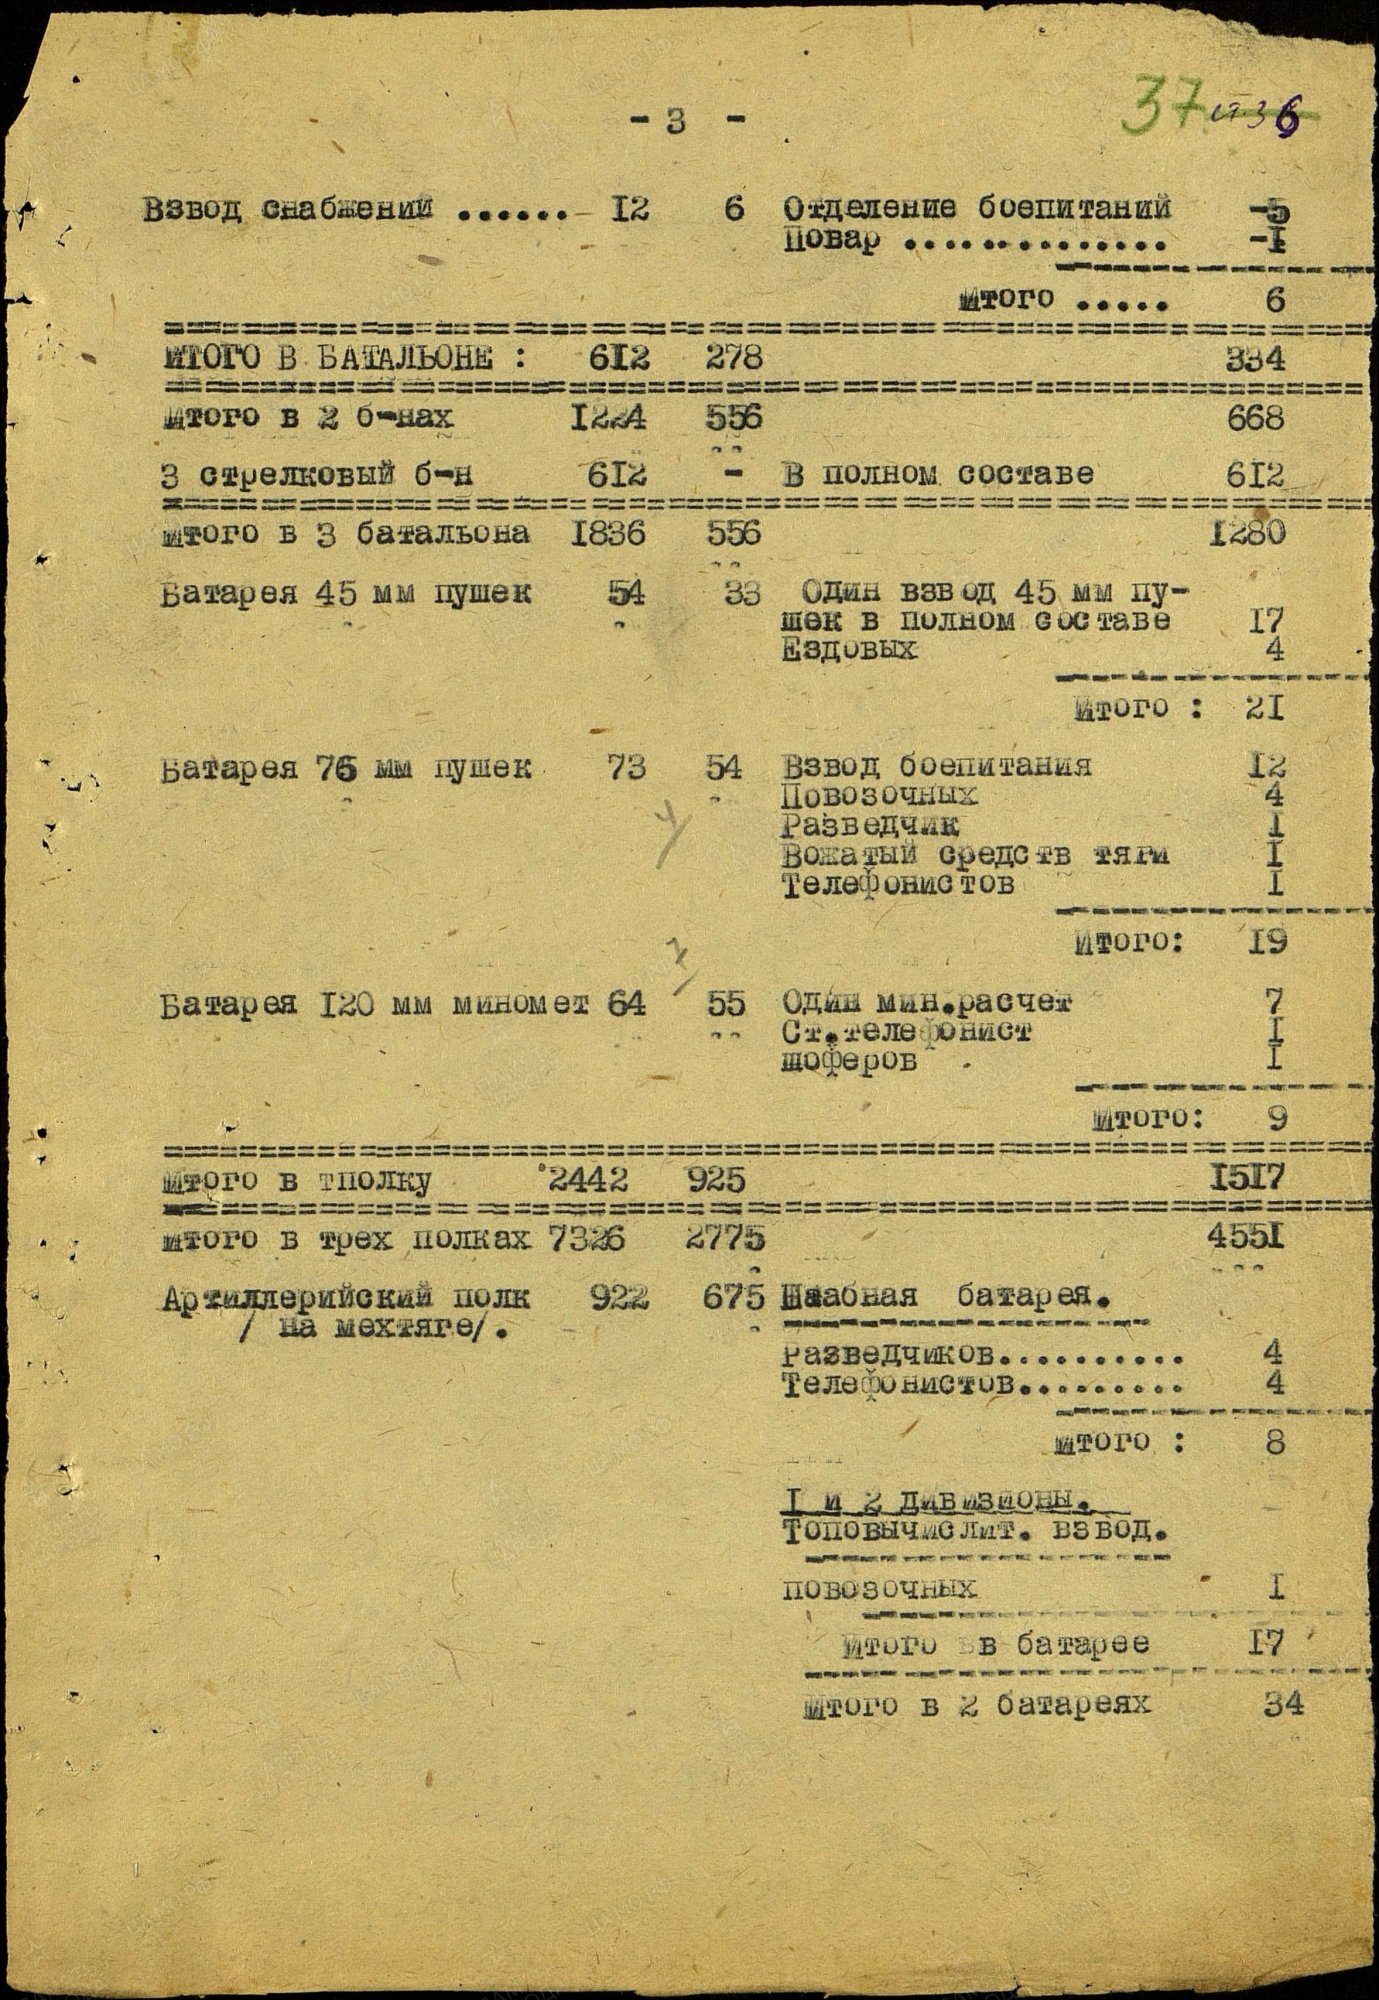 - 3 -
37
36
Взвод снабжений ...... 12 6 Отделение боепитаний -5
Повар .............. -1
Итого ..... 6
ИТОГО В БАТАЛЬОНЕ : 612 278 334
Итого в 2 б-нах 1224 556 668
3 стрелковый б-н 612 - В полном составе 612
Итого в 3 батальона 1836 556 1280
Батарея 45 мм пушек 54 33 Один взвод 45 мм пу-
шек в полном составе 17
Ездовых 4
Итого : 21
Батарея 76 мм пушек 73 54 Взвод боепитания 12
Повозочных 4
Разведчик 1
Вожатый средств тяги 1
Телефонистов 1
Итого: 19
Батарея 120 мм миномет 64 55 Один мин.расчет 7
Ст.телефонист 1
шоферов 1
Итого: 9
Итого в тполку 2442 925 1517
Итого в трех полках 7326 2775 4551
Артиллерийский полк 922 675 Штабная батарея.
/ на мехтяге/.
Разведчиков.......... 4
Телефонистов......... 4
Итого : 8
1 и 2 дивизионы.
Топовычислит. взвод.
повозочных 1
Итого в батарее 17
Итого в 2 батареях 34